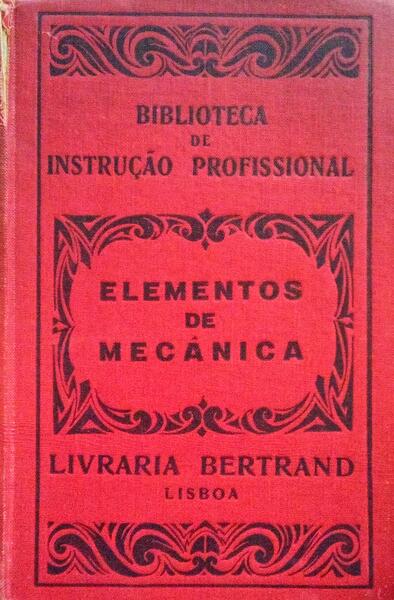 BIBLIOTECA
DE
INSTRUÇÃO PROFISSIONAL
ELEMENTOS
DE
MECÂNICA
LIVRARIA BERTRAND
LISBOA